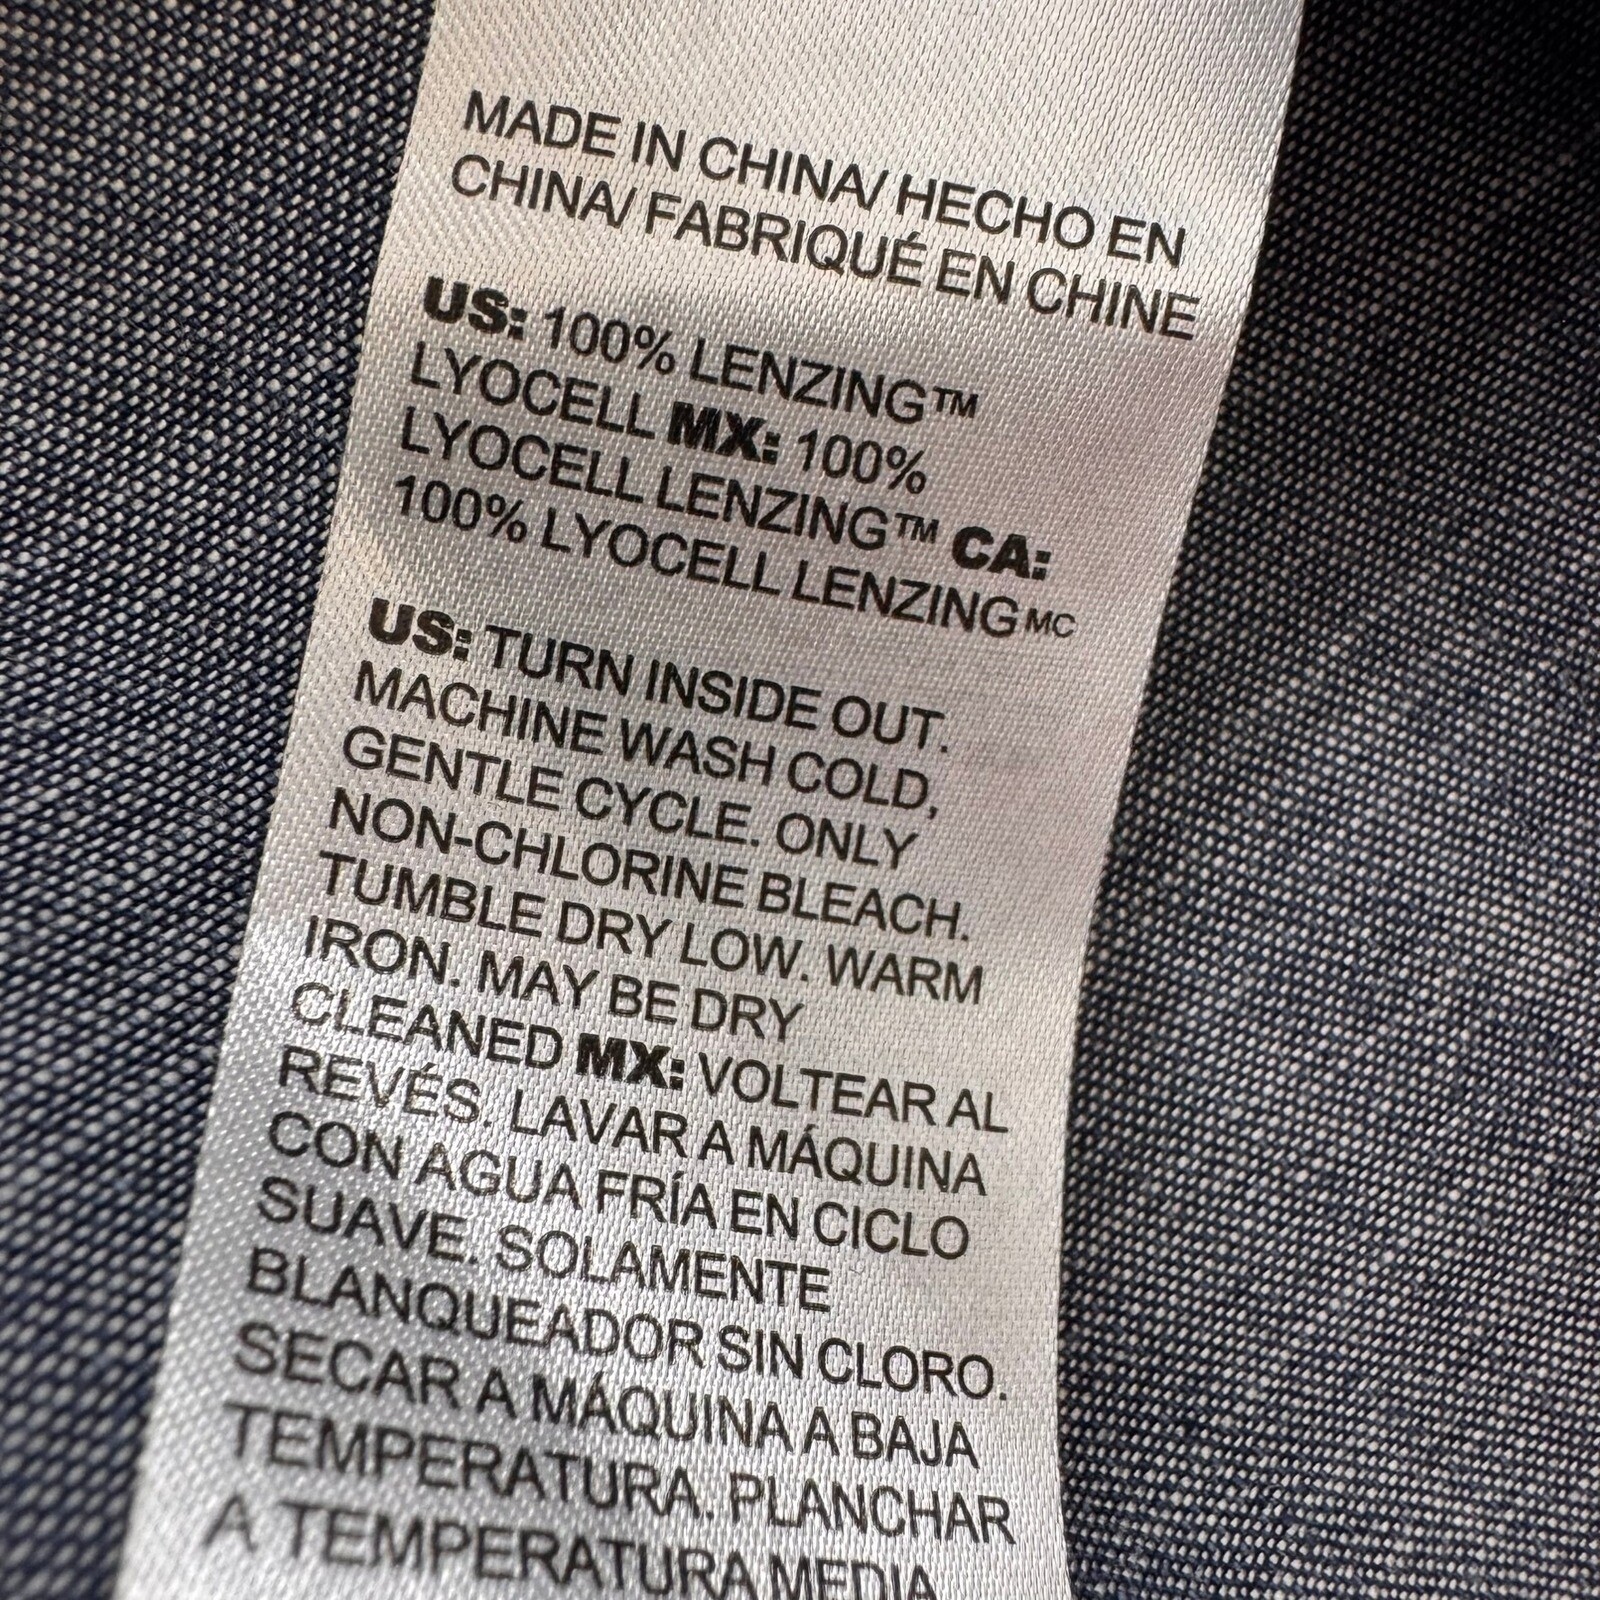 MADE IN CHINA/ HECHO EN
CHINA/ FABRIQUÉ EN CHINE
US: 100% LENZING™
LYOCELL MX: 100%
LYOCELL LENZING™ CA:
100% LYOCELL LENZINGMC
US: TURN INSIDE OUT.
MACHINE WASH COLD,
GENTLE CYCLE. ONLY
NON-CHLORINE BLEACH.
TUMBLE DRY LOW. WARM
IRON. MAY BE DRY
CLEANED MX: VOLTEAR AL
REVÉS. LAVAR A MÁQUINA
CON AGUA FRÍA EN CICLO
SUAVE. SOLAMENTE
BLANQUEADOR SIN CLORO.
SECAR A MÁQUINA A BAJA
TEMPERATURA. PLANCHAR
A TEMPERATURA MEDIA.